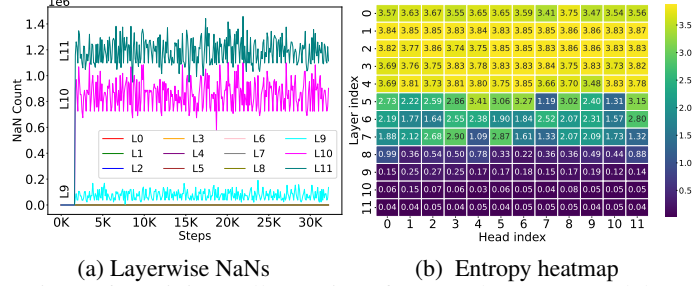 1e6
1.4
1.2
1.0
0.8
0.6
0.4
0.2
0.0
NaN Count
L11
L10
L9
L0 L3 L6 L9
L1 L4 L7 L10
L2 L5 L8 L11
0K 5K 10K 15K 20K 25K 30K
Steps
(a) Layerwise NaNs
Layer index
0 3.57 3.63 3.67 3.55 3.65 3.65 3.79 3.41 3.75 3.47 3.54 3.56
1 3.84 3.85 3.85 3.83 3.83 3.83 3.84 3.82 3.86 3.83 3.86 3.87
2 3.82 3.77 3.86 3.74 3.75 3.85 3.83 3.83 3.86 3.83 3.83 3.86
3 3.69 3.76 3.75 3.83 3.78 3.83 3.84 3.84 3.75 3.83 3.73 3.82
4 3.69 3.81 3.73 3.81 3.80 3.75 3.85 3.66 3.70 3.48 3.83 3.78
5 2.73 2.22 2.59 2.86 3.41 3.06 3.27 1.19 3.02 2.40 1.31 3.15
6 2.19 1.77 1.66 2.55 2.38 1.90 1.84 2.52 2.07 2.31 1.57 2.80
7 1.88 2.12 2.68 2.90 1.09 2.87 1.61 1.33 2.07 2.09 1.73 1.32
8 0.99 0.36 0.54 0.50 0.78 0.33 0.22 0.36 0.36 0.49 0.44 0.88
9 0.15 0.25 0.27 0.25 0.17 0.17 0.18 0.15 0.17 0.19 0.12 0.14
10 0.06 0.15 0.07 0.06 0.03 0.06 0.05 0.04 0.08 0.05 0.05 0.05
11 0.04 0.04 0.05 0.04 0.04 0.05 0.05 0.04 0.05 0.05 0.04 0.04
0 1 2 3 4 5 6 7 8 9 10 11
Head index
3.5
3.0
2.5
2.0
1.5
1.0
0.5
(b) Entropy heatmap